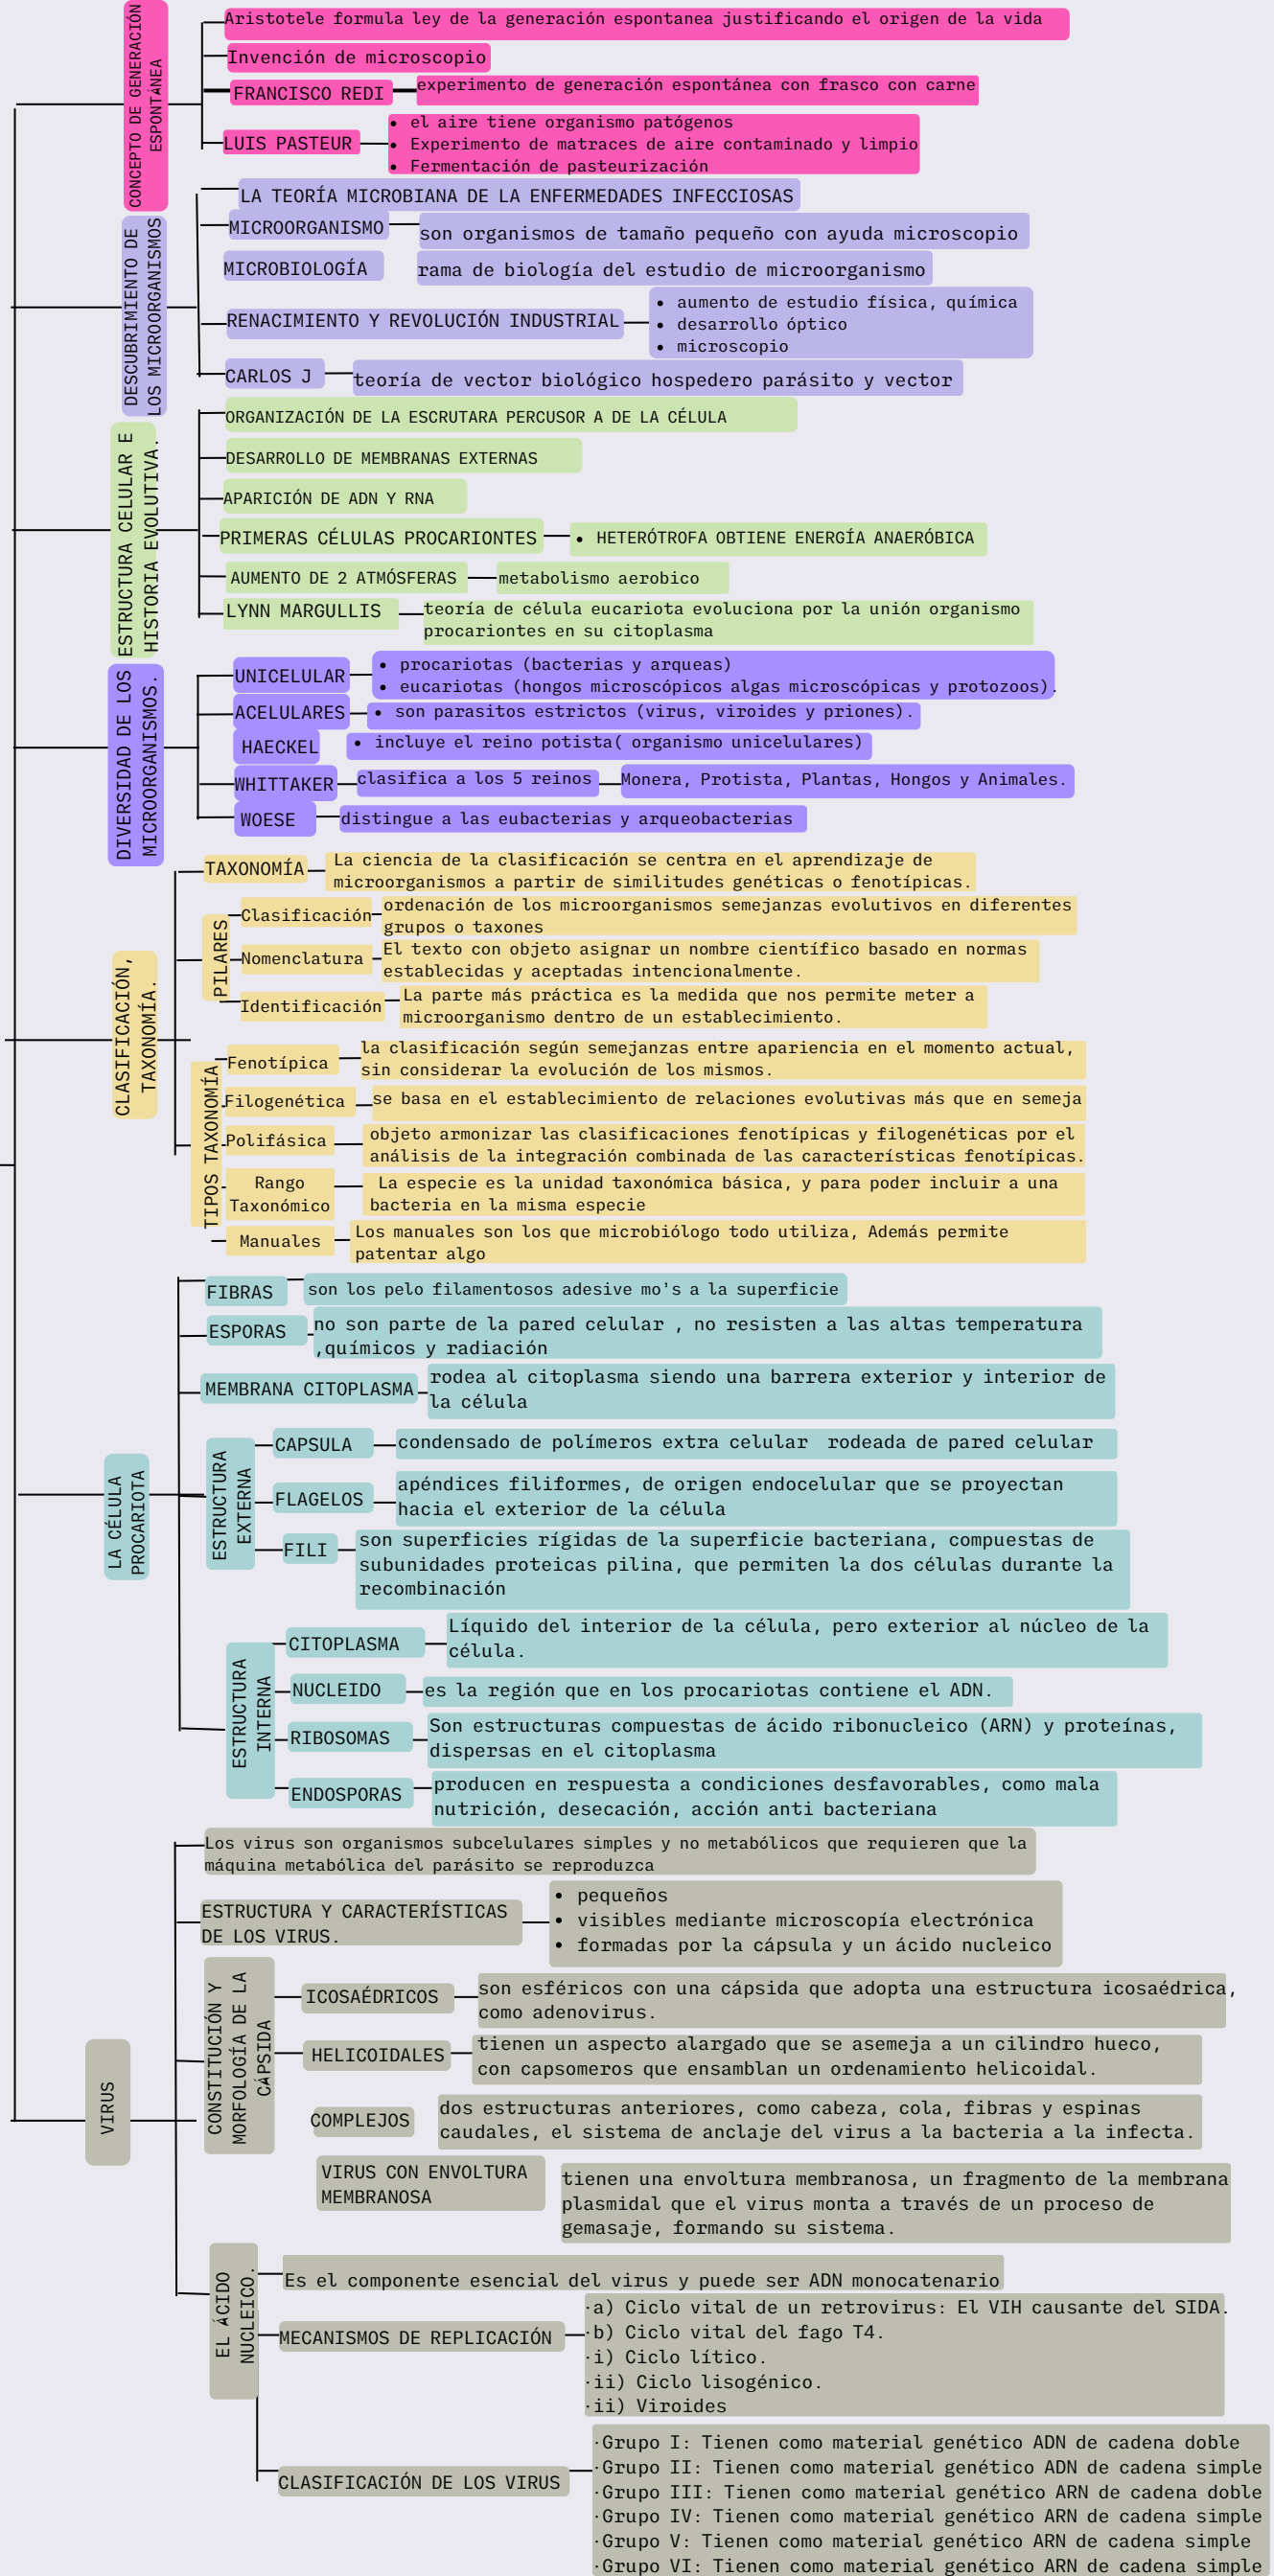 CONCEPTO DE GENERACIÓN
ESPONTÁNEA
Aristotele formula ley de la generación espontanea justificando el origen de la vida
Invención de microscopio
FRANCISCO REDI
experimento de generación espontánea con frasco con carne
LUIS PASTEUR
• el aire tiene organismo patógenos
• Experimento de matraces de aire contaminado y limpio
• Fermentación de pasteurización
DESCUBRIMIENTO DE
LOS MICROORGANISMOS
LA TEORÍA MICROBIANA DE LA ENFERMEDADES INFECCIOSAS
MICROORGANISMO
son organismos de tamaño pequeño con ayuda microscopio
MICROBIOLOGÍA
rama de biología del estudio de microorganismo
RENACIMIENTO Y REVOLUCIÓN INDUSTRIAL
• aumento de estudio física, química
• desarrollo óptico
• microscopio
CARLOS J
teoría de vector biológico hospedero parásito y vector
ESTRUCTURA CELULAR E
HISTORIA EVOLUTIVA.
ORGANIZACIÓN DE LA ESCRUTARA PERCUSOR A DE LA CÉLULA
DESARROLLO DE MEMBRANAS EXTERNAS
APARICIÓN DE ADN Y RNA
PRIMERAS CÉLULAS PROCARIONTES
• HETERÓTROFA OBTIENE ENERGÍA ANAERÓBICA
AUMENTO DE 2 ATMÓSFERAS
metabolismo aerobico
LYNN MARGULLIS
teoría de célula eucariota evoluciona por la unión organismo
procariontes en su citoplasma
DIVERSIDAD DE LOS
MICROORGANISMOS.
UNICELULAR
• procariotas (bacterias y arqueas)
• eucariotas (hongos microscópicos algas microscópicas y protozoos).
ACELULARES
• son parasitos estrictos (virus, viroides y priones).
HAECKEL
• incluye el reino potista( organismo unicelulares)
WHITTAKER
clasifica a los 5 reinos
Monera, Protista, Plantas, Hongos y Animales.
WOESE
distingue a las eubacterias y arqueobacterias
CLASIFICACIÓN,
TAXONOMÍA.
TAXONOMÍA
La ciencia de la clasificación se centra en el aprendizaje de
microorganismos a partir de similitudes genéticas o fenotípicas.
PILARES
Clasificación
ordenación de los microorganismos semejanzas evolutivos en diferentes
grupos o taxones
Nomenclatura
El texto con objeto asignar un nombre científico basado en normas
establecidas y aceptadas intencionalmente.
Identificación
La parte más práctica es la medida que nos permite meter a
microorganismo dentro de un establecimiento.
TIPOS TAXONOMÍA
Fenotípica
la clasificación según semejanzas entre apariencia en el momento actual,
sin considerar la evolución de los mismos.
Filogenética
se basa en el establecimiento de relaciones evolutivas más que en semeja
Polifásica
objeto armonizar las clasificaciones fenotípicas y filogenéticas por el
análisis de la integración combinada de las características fenotípicas.
Rango
Taxonómico
La especie es la unidad taxonómica básica, y para poder incluir a una
bacteria en la misma especie
Manuales
Los manuales son los que microbiólogo todo utiliza, Además permite
patentar algo
LA CÉLULA
PROCARIOTA
FIBRAS
son los pelo filamentosos adesive mo's a la superficie
ESPORAS
no son parte de la pared celular , no resisten a las altas temperatura
,químicos y radiación
MEMBRANA CITOPLASMA
rodea al citoplasma siendo una barrera exterior y interior de
la célula
ESTRUCTURA
EXTERNA
CAPSULA
condensado de polímeros extra celular  rodeada de pared celular
FLAGELOS
apéndices filiformes, de origen endocelular que se proyectan
hacia el exterior de la célula
FILI
son superficies rígidas de la superficie bacteriana, compuestas de
subunidades proteicas pilina, que permiten la dos células durante la
recombinación
ESTRUCTURA
INTERNA
CITOPLASMA
Líquido del interior de la célula, pero exterior al núcleo de la
célula.
NUCLEIDO
es la región que en los procariotas contiene el ADN.
RIBOSOMAS
Son estructuras compuestas de ácido ribonucleico (ARN) y proteínas,
dispersas en el citoplasma
ENDOSPORAS
producen en respuesta a condiciones desfavorables, como mala
nutrición, desecación, acción anti bacteriana
VIRUS
Los virus son organismos subcelulares simples y no metabólicos que requieren que la
máquina metabólica del parásito se reproduzca
ESTRUCTURA Y CARACTERÍSTICAS
DE LOS VIRUS.
• pequeños
• visibles mediante microscopía electrónica
• formadas por la cápsula y un ácido nucleico
CONSTITUCIÓN Y
MORFOLOGÍA DE LA
CÁPSIDA
ICOSAÉDRICOS
son esféricos con una cápsida que adopta una estructura icosaédrica,
como adenovirus.
HELICOIDALES
tienen un aspecto alargado que se asemeja a un cilindro hueco,
con capsomeros que ensamblan un ordenamiento helicoidal.
COMPLEJOS
dos estructuras anteriores, como cabeza, cola, fibras y espinas
caudales, el sistema de anclaje del virus a la bacteria a la infecta.
VIRUS CON ENVOLTURA
MEMBRANOSA
tienen una envoltura membranosa, un fragmento de la membrana
plasmidal que el virus monta a través de un proceso de
gemasaje, formando su sistema.
EL ÁCIDO
NUCLEICO.
Es el componente esencial del virus y puede ser ADN monocatenario
MECANISMOS DE REPLICACIÓN
·a) Ciclo vital de un retrovirus: El VIH causante del SIDA.
·b) Ciclo vital del fago T4.
·i) Ciclo lítico.
·ii) Ciclo lisogénico.
·ii) Viroides
CLASIFICACIÓN DE LOS VIRUS
·Grupo I: Tienen como material genético ADN de cadena doble
·Grupo II: Tienen como material genético ADN de cadena simple
·Grupo III: Tienen como material genético ARN de cadena doble
·Grupo IV: Tienen como material genético ARN de cadena simple
·Grupo V: Tienen como material genético ARN de cadena simple
·Grupo VI: Tienen como material genético ARN de cadena simple